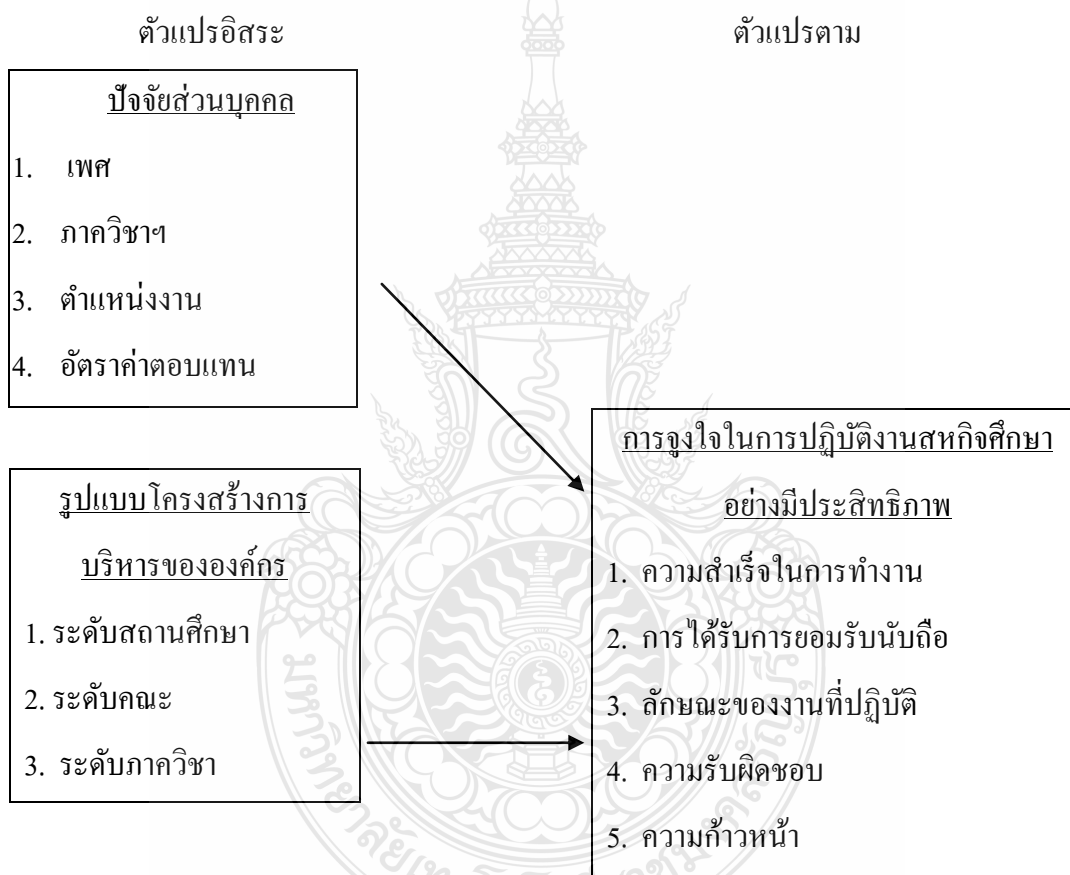 ตัวแปรอิสระ
ตัวแปรตาม
ปัจจัยส่วนบุคคล
1. เพศ
2. ภาควิชาฯ
3. ตำแหน่งงาน
4. อัตราค่าตอบแทน
รูปแบบโครงสร้างการ
บริหารขององค์กร
1. ระดับสถานศึกษา
2. ระดับคณะ
3. ระดับภาควิชา
การจูงใจในการปฏิบัติงานสหกิจศึกษา
อย่างมีประสิทธิภาพ
1. ความสำเร็จในการทำงาน
2. การได้รับการยอมรับนับถือ
3. ลักษณะของงานที่ปฏิบัติ
4. ความรับผิดชอบ
5. ความก้าวหน้า